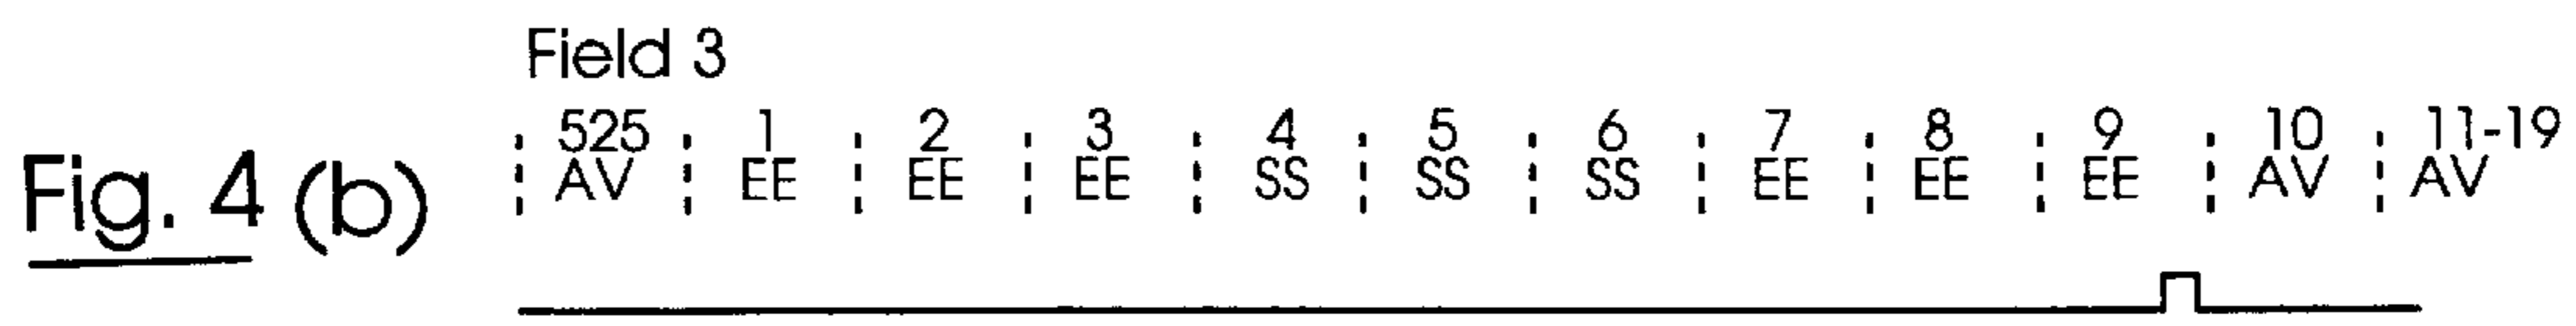 Field 3
525 1 2 3 4 5 6 7 8 9 10 11-19
AV EE EE EE SS SS SS EE EE EE AV AV
Fig. 4 (b)